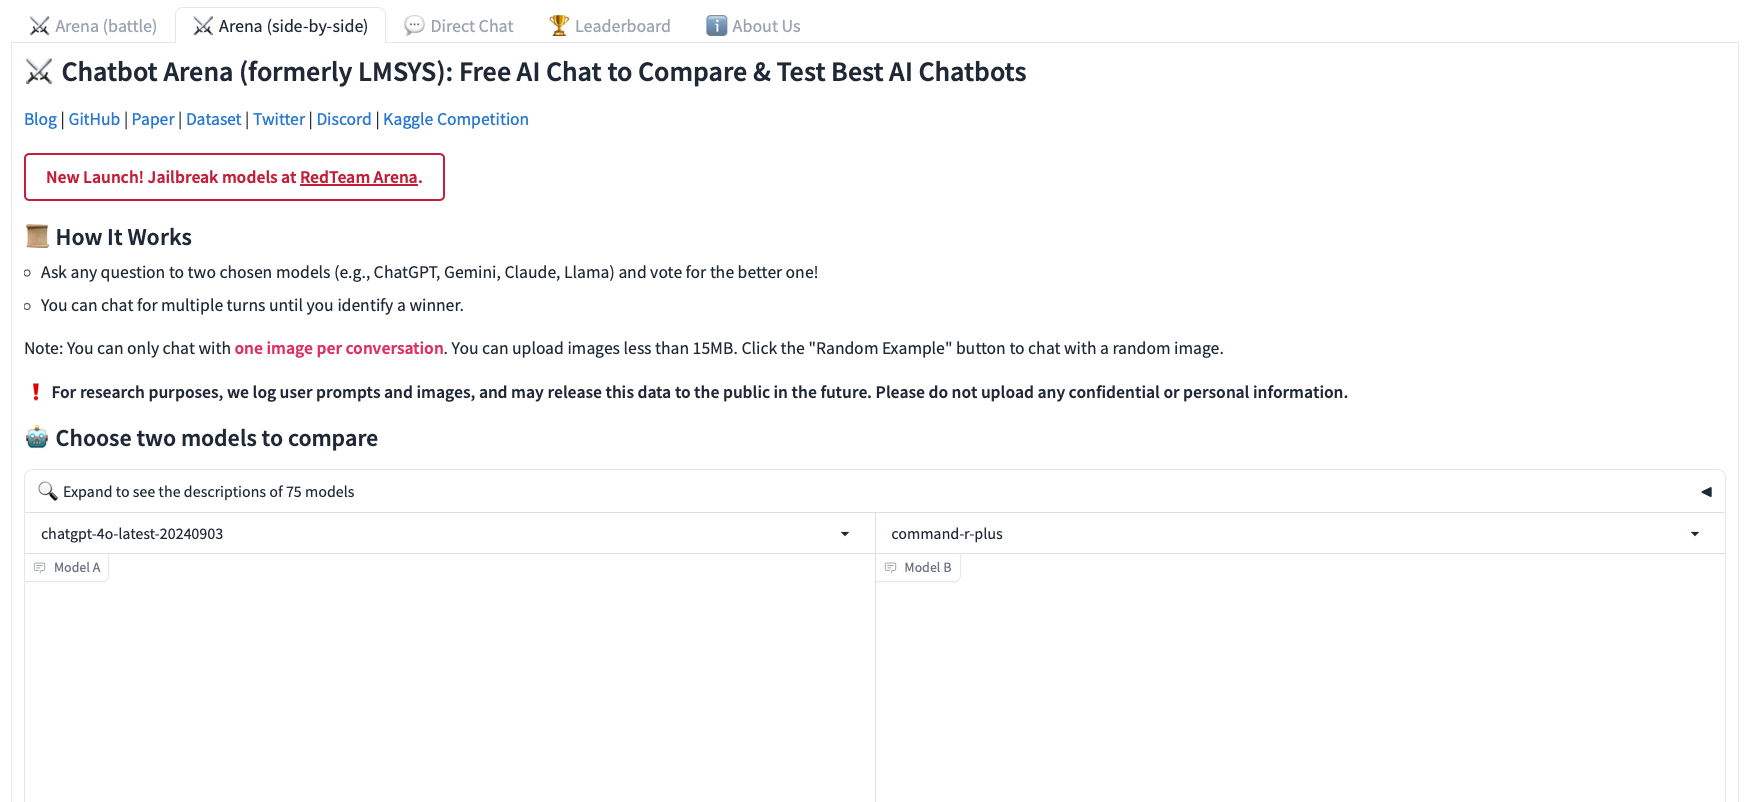 Arena (battle) Arena (side-by-side) Direct Chat Leaderboard About Us
Chatbot Arena (formerly LMSYS): Free AI Chat to Compare & Test Best AI Chatbots
Blog | GitHub | Paper | Dataset | Twitter | Discord | Kaggle Competition
New Launch! Jailbreak models at RedTeam Arena.
How It Works
Ask any question to two chosen models (e.g., ChatGPT, Gemini, Claude, Llama) and vote for the better one!
You can chat for multiple turns until you identify a winner.
Note: You can only chat with one image per conversation. You can upload images less than 15MB. Click the "Random Example" button to chat with a random image.
❗ For research purposes, we log user prompts and images, and may release this data to the public in the future. Please do not upload any confidential or personal information.
Choose two models to compare
Expand to see the descriptions of 75 models
chatgpt-4o-latest-20240903 command-r-plus
Model A Model B